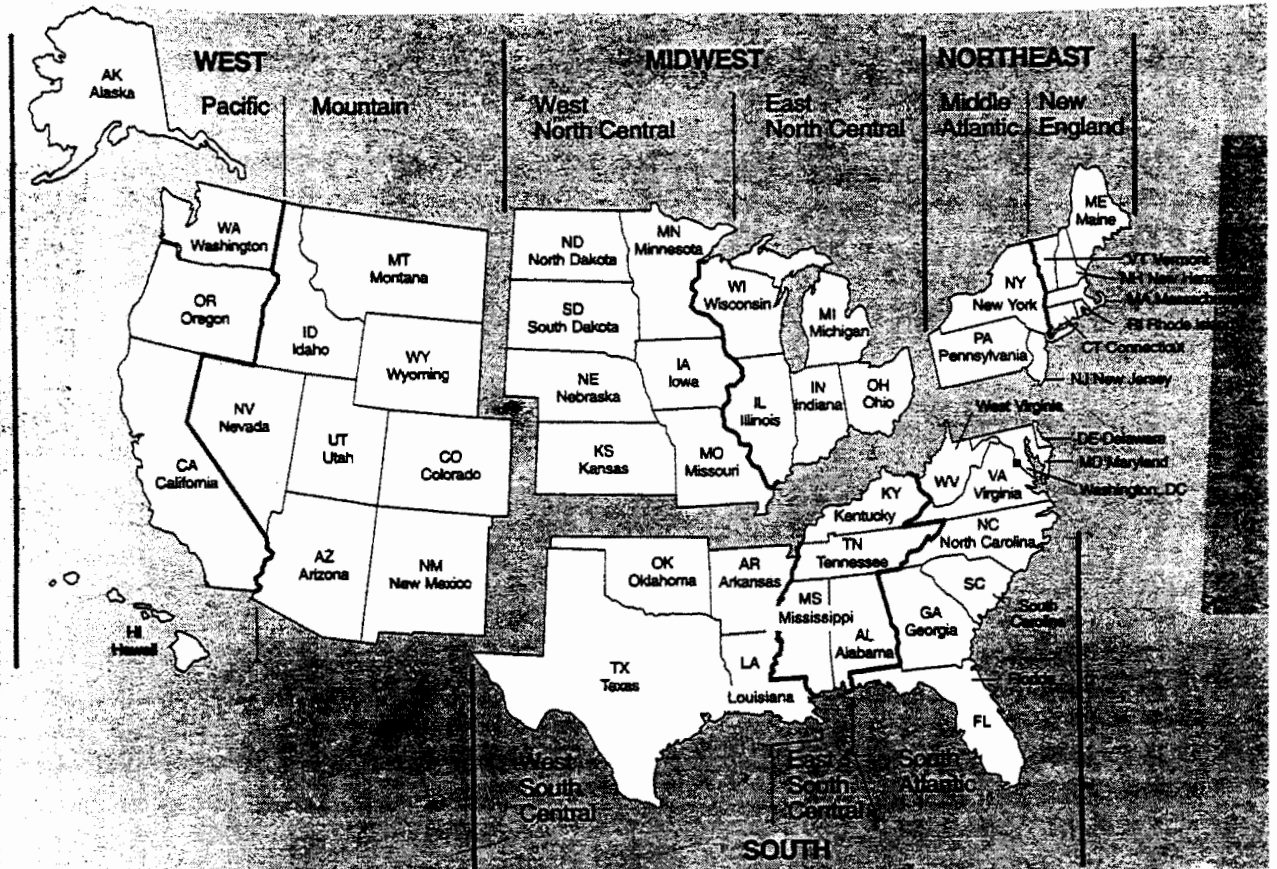 WEST
MIDWEST
NORTHEAST
Pacific
Mountain
West
North Central
East
North Central
Middle
Atlantic
New
England
AK
Alaska
WA
Washington
OR
Oregon
CA
California
HI
Hawaii
MT
Montana
ID
Idaho
WY
Wyoming
NV
Nevada
UT
Utah
CO
Colorado
AZ
Arizona
NM
New Mexico
ND
North Dakota
SD
South Dakota
NE
Nebraska
KS
Kansas
MN
Minnesota
IA
Iowa
MO
Missouri
WI
Wisconsin
MI
Michigan
IL
Illinois
IN
Indiana
OH
Ohio
NY
New York
PA
Pennsylvania
ME
Maine
VT Vermont
NH New
MA
RI Rhode
CT Connecticut
NJ New Jersey
West Virginia
DE Delaware
MD Maryland
Washington, DC
WV
VA
Virginia
KY
Kentucky
NC
North Carolina
TN
Tennessee
SC
South
Carolina
OK
Oklahoma
AR
Arkansas
MS
Mississippi
AL
Alabama
GA
Georgia
TX
Texas
LA
Louisiana
Florida
FL
West
South
Central
East
South
Central
South
Atlantic
SOUTH